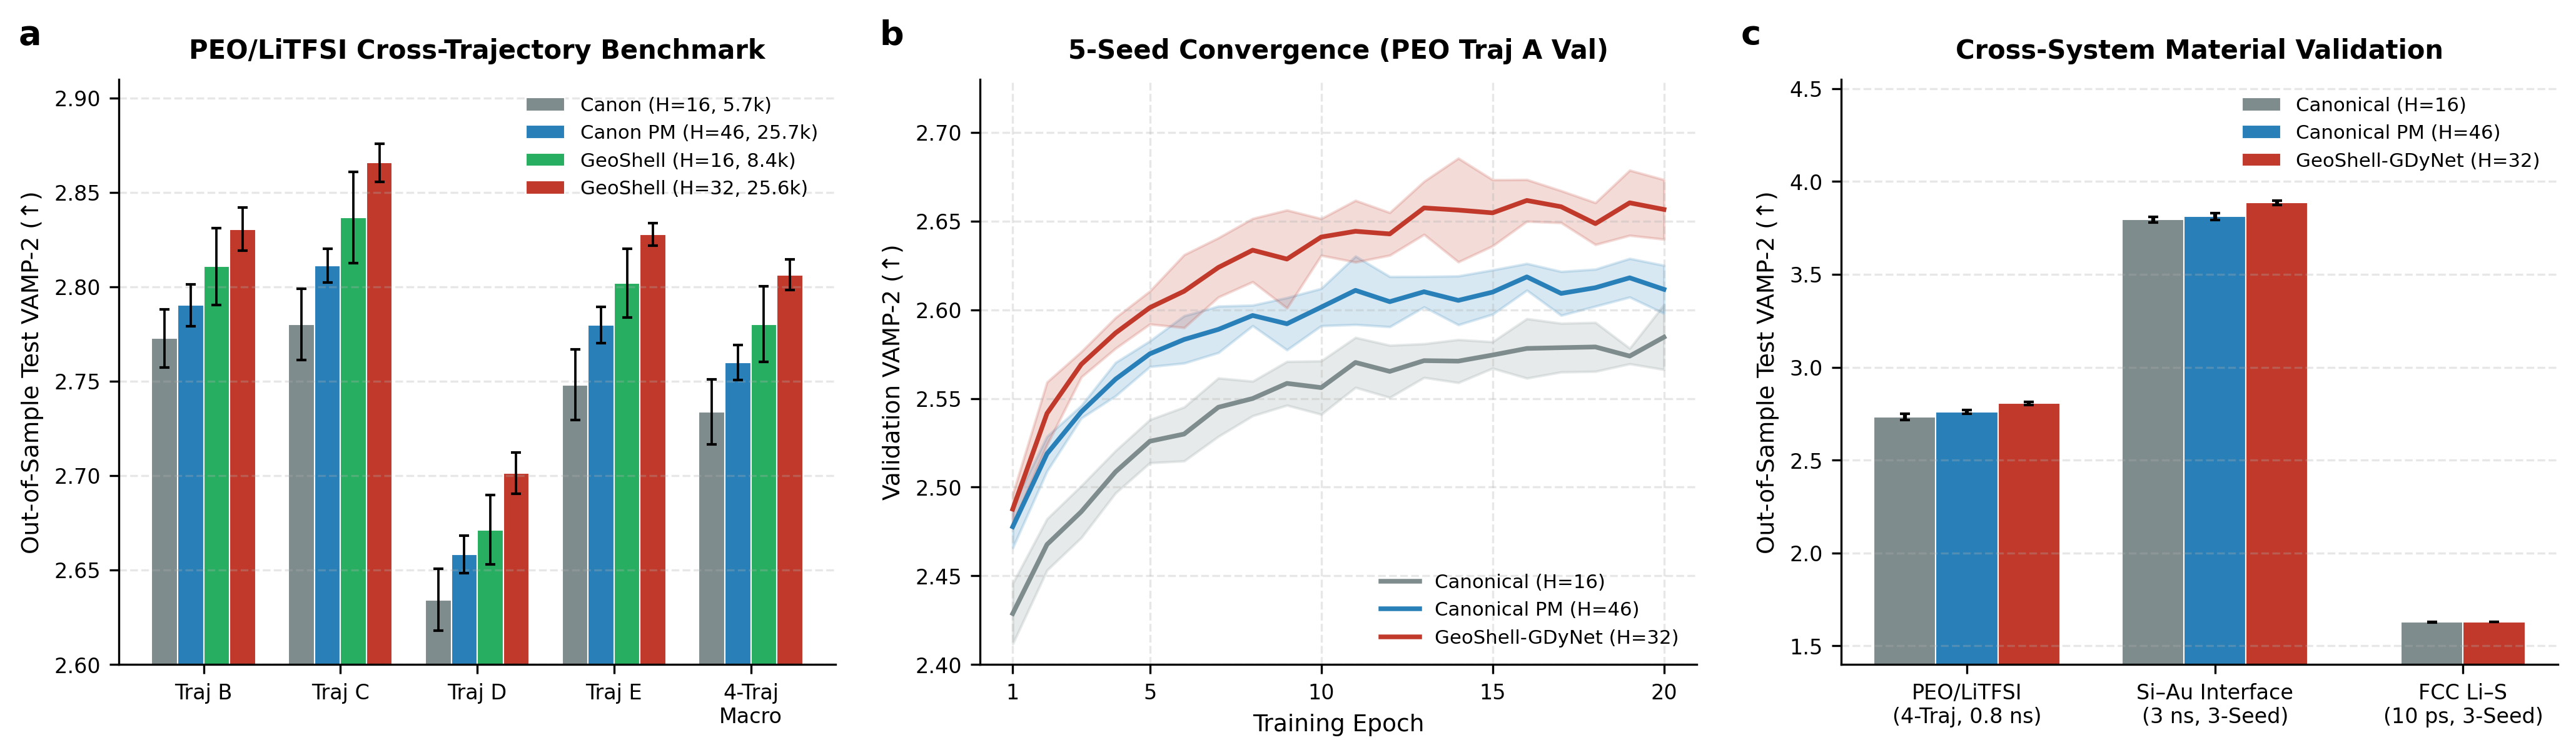 a
PEO/LiTFSI Cross-Trajectory Benchmark
Out-of-Sample Test VAMP-2 (↑)
2.90
2.85
2.80
2.75
2.70
2.65
2.60
Canon (H=16, 5.7k)
Canon PM (H=46, 25.7k)
GeoShell (H=16, 8.4k)
GeoShell (H=32, 25.6k)
Traj B
Traj C
Traj D
Traj E
4-Traj
Macro
b
5-Seed Convergence (PEO Traj A Val)
Validation VAMP-2 (↑)
2.70
2.65
2.60
2.55
2.50
2.45
2.40
Canonical (H=16)
Canonical PM (H=46)
GeoShell-GDyNet (H=32)
1
5
10
15
20
Training Epoch
c
Cross-System Material Validation
Out-of-Sample Test VAMP-2 (↑)
4.5
4.0
3.5
3.0
2.5
2.0
1.5
Canonical (H=16)
Canonical PM (H=46)
GeoShell-GDyNet (H=32)
PEO/LiTFSI
(4-Traj, 0.8 ns)
Si–Au Interface
(3 ns, 3-Seed)
FCC Li–S
(10 ps, 3-Seed)